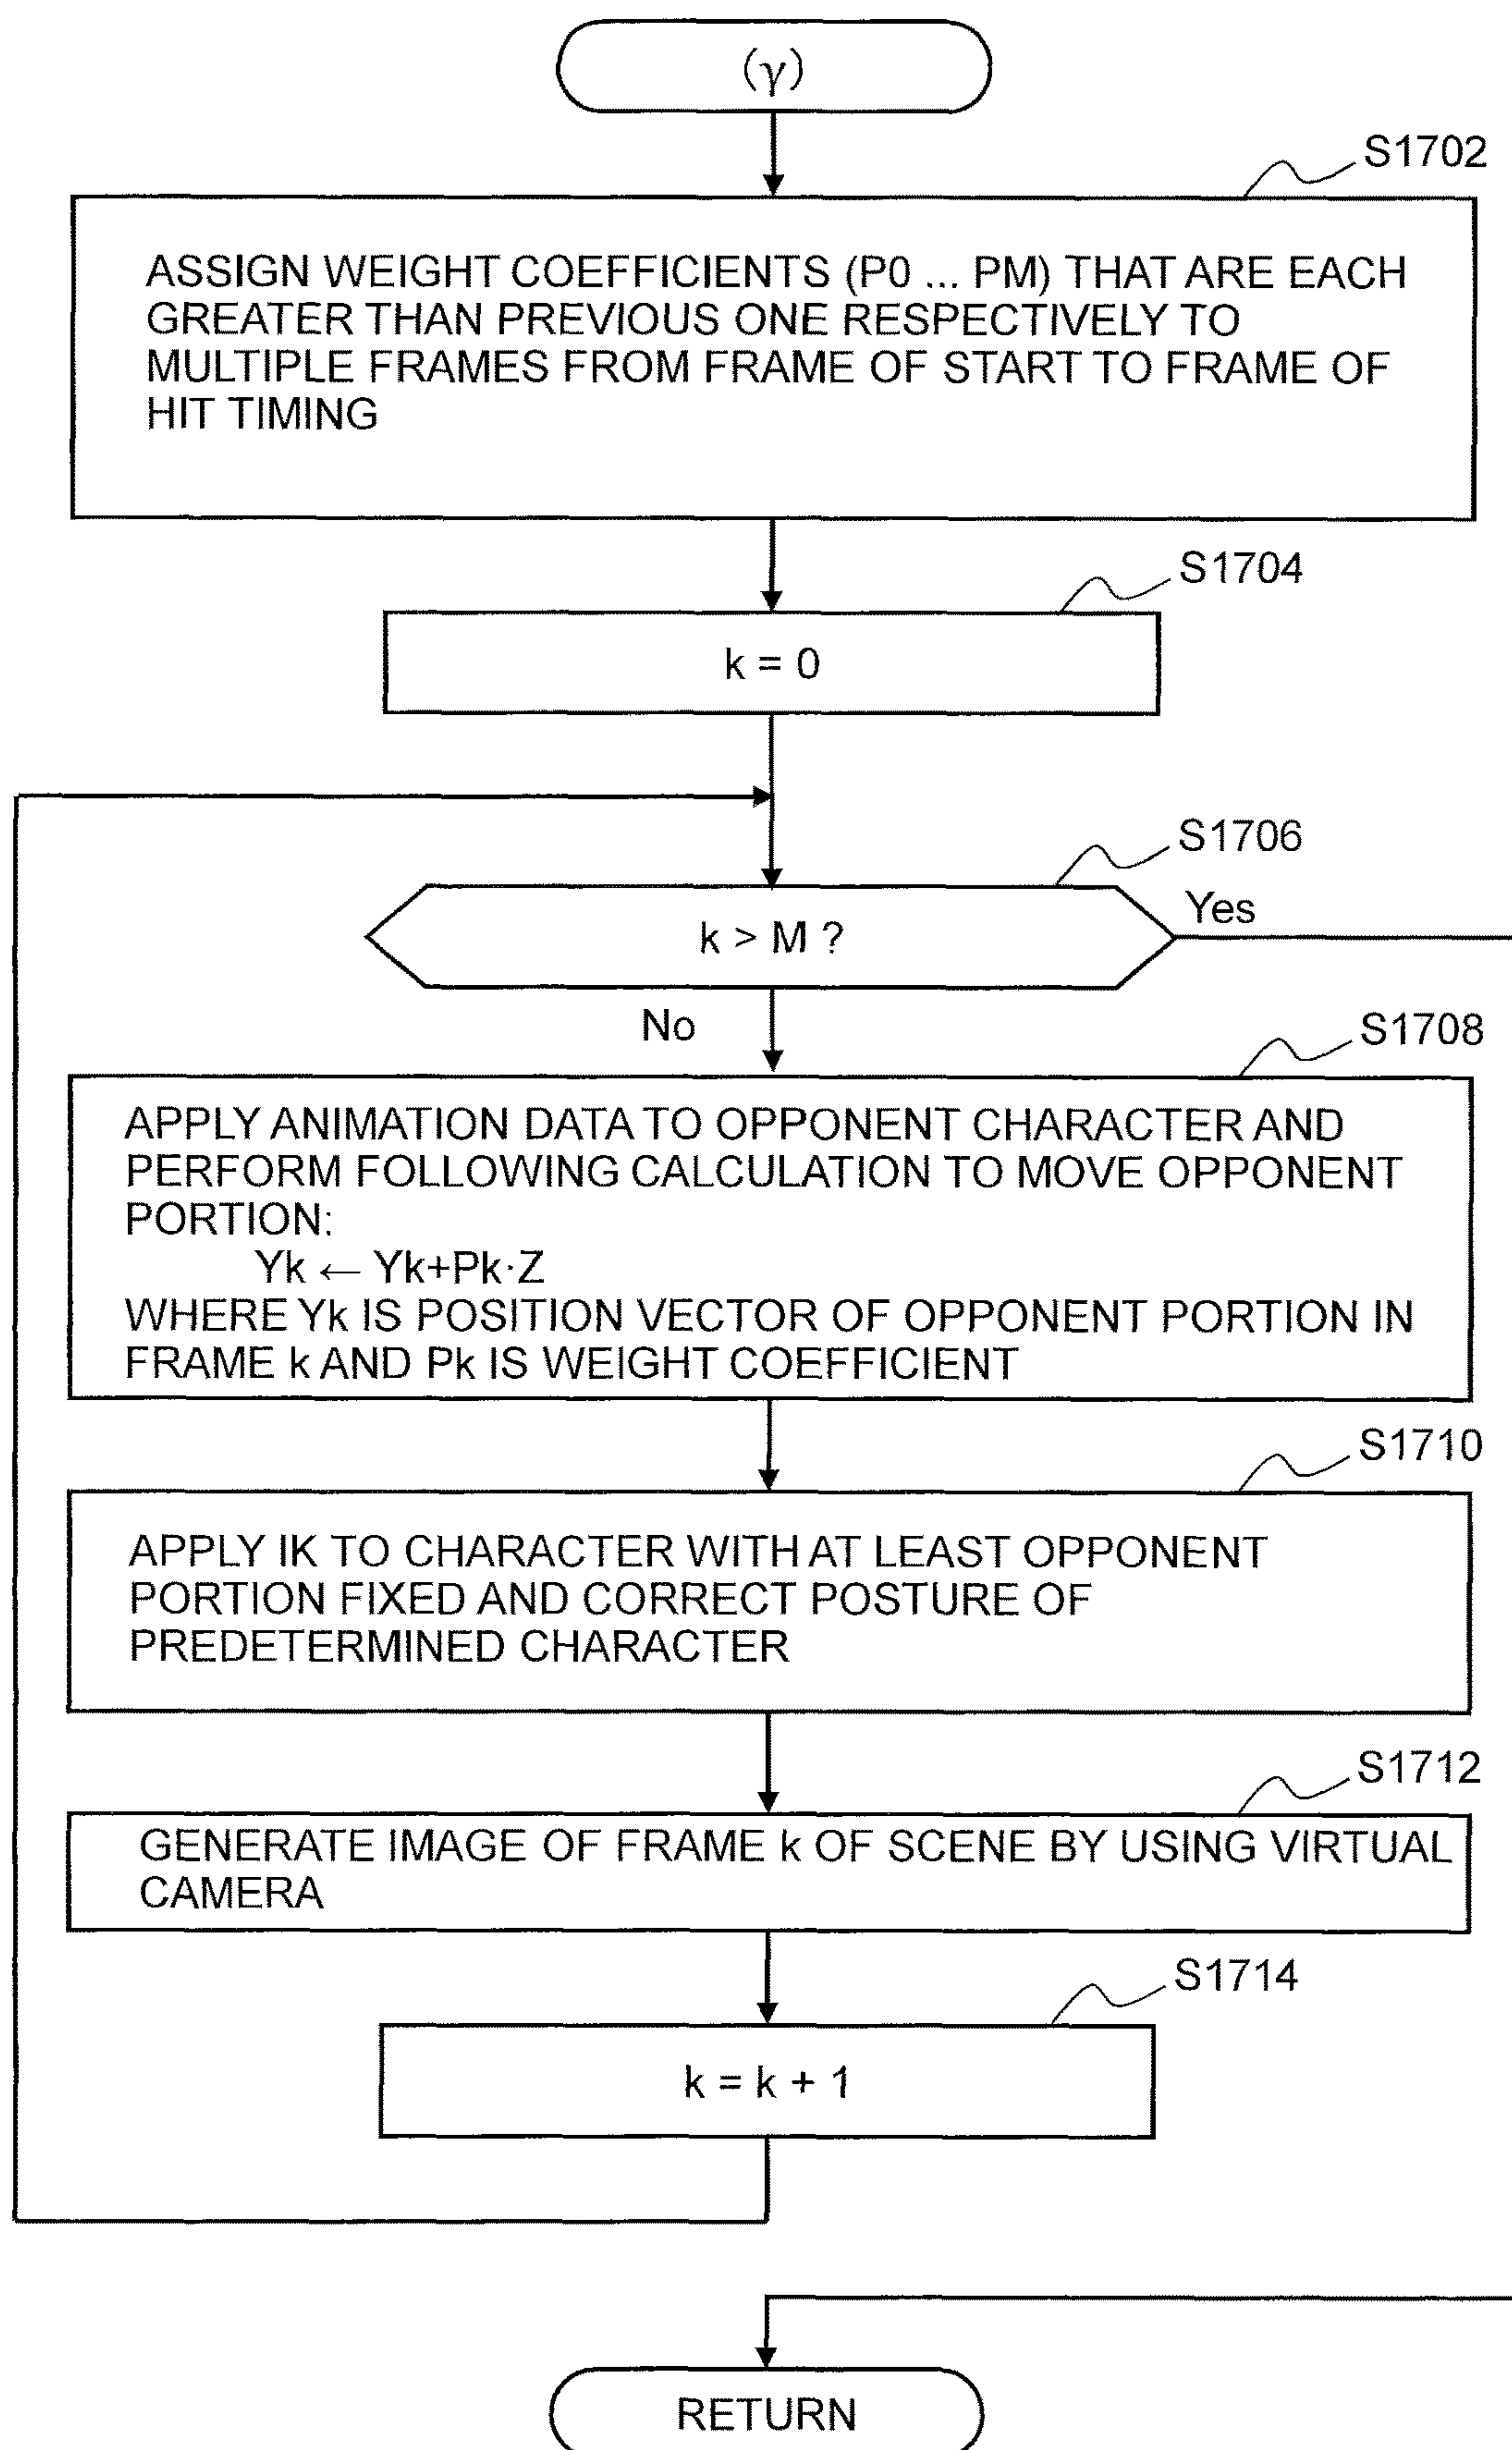 (γ)
S1702
ASSIGN WEIGHT COEFFICIENTS (P0 ... PM) THAT ARE EACH
GREATER THAN PREVIOUS ONE RESPECTIVELY TO
MULTIPLE FRAMES FROM FRAME OF START TO FRAME OF
HIT TIMING
S1704
k = 0
S1706
k > M ?
Yes
No
S1708
APPLY ANIMATION DATA TO OPPONENT CHARACTER AND
PERFORM FOLLOWING CALCULATION TO MOVE OPPONENT
PORTION:
Yk ← Yk+Pk·Z
WHERE Yk IS POSITION VECTOR OF OPPONENT PORTION IN
FRAME k AND Pk IS WEIGHT COEFFICIENT
S1710
APPLY IK TO CHARACTER WITH AT LEAST OPPONENT
PORTION FIXED AND CORRECT POSTURE OF
PREDETERMINED CHARACTER
S1712
GENERATE IMAGE OF FRAME k OF SCENE BY USING VIRTUAL
CAMERA
S1714
k = k + 1
RETURN